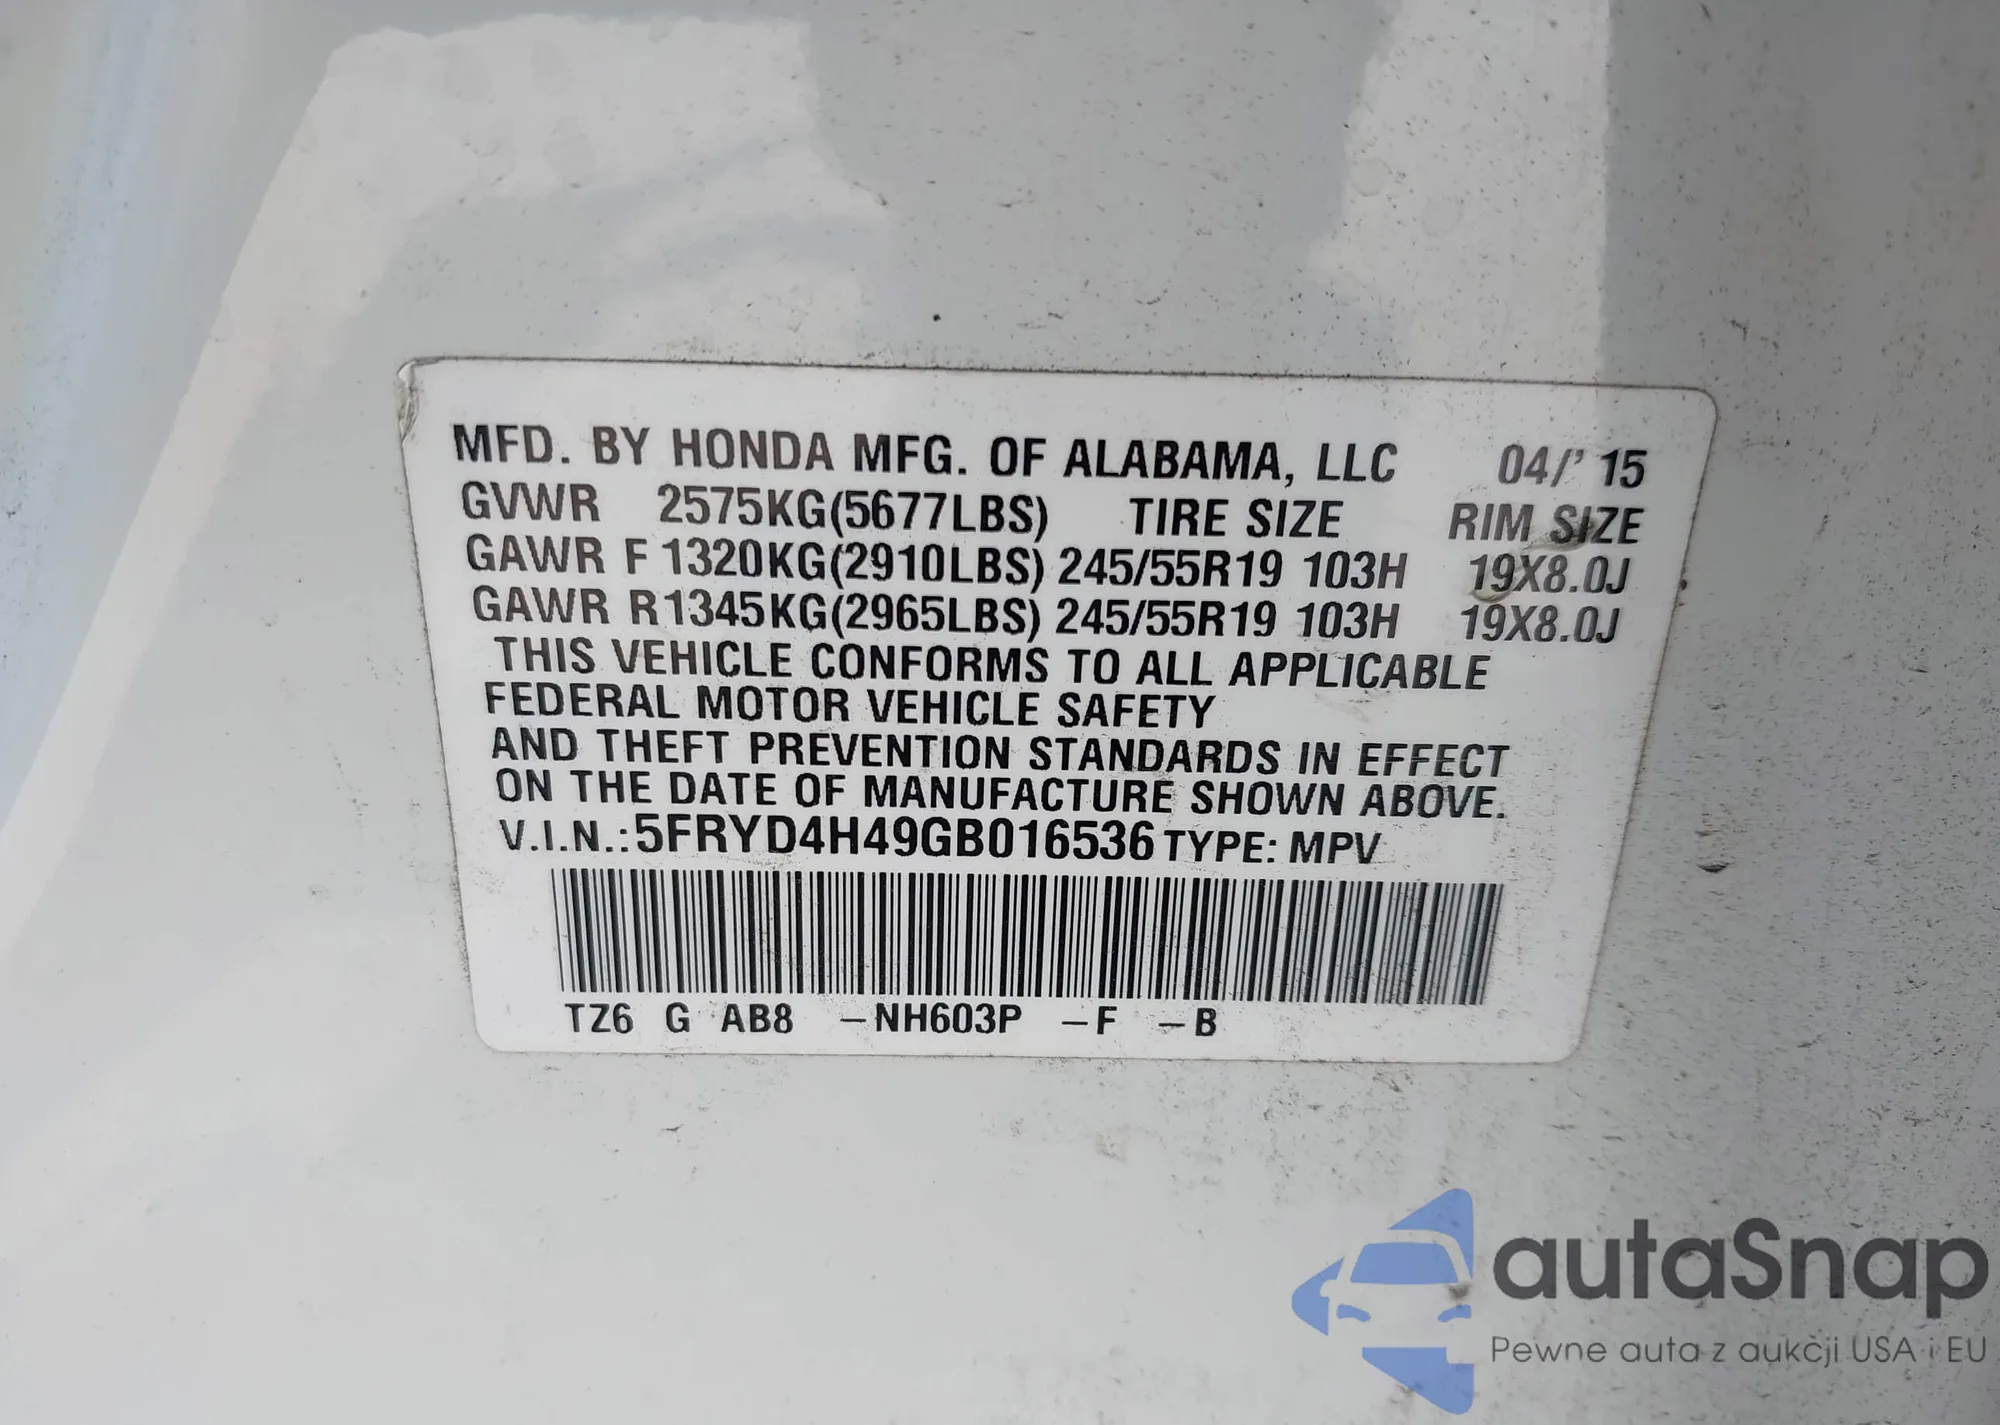 MFD. BY HONDA MFG. OF ALABAMA, LLC 04/' 15
GVWR 2575KG(5677LBS) TIRE SIZE RIM SIZE
GAWR F 1320KG(2910LBS) 245/55R19 103H 19X8.0J
GAWR R1345KG(2965LBS) 245/55R19 103H 19X8.0J
THIS VEHICLE CONFORMS TO ALL APPLICABLE
FEDERAL MOTOR VEHICLE SAFETY
AND THEFT PREVENTION STANDARDS IN EFFECT
ON THE DATE OF MANUFACTURE SHOWN ABOVE.
V.I.N.:5FRYD4H49GB016536 TYPE: MPV
TZ6 G AB8 –NH603P –F –B
autaSnap
Pewne auta z aukcji USA i EU